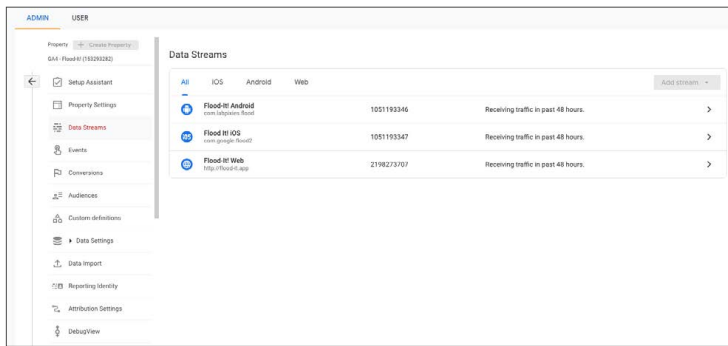 ADMIN USER
Property + Create Property
GA4 - Flood-It! (153293282)
Setup Assistant
Property Settings
Data Streams
Events
Conversions
Audiences
Custom definitions
Data Settings
Data Import
Reporting Identity
Attribution Settings
DebugView
Data Streams
All iOS Android Web
Add stream
Flood-It! Android 1051193346 Receiving traffic in past 48 hours.
com.labpixies.flood
iOS Flood It! iOS 1051193347 Receiving traffic in past 48 hours.
com.google.flood2
Flood-It! Web 2198273707 Receiving traffic in past 48 hours.
http://flood-it.app